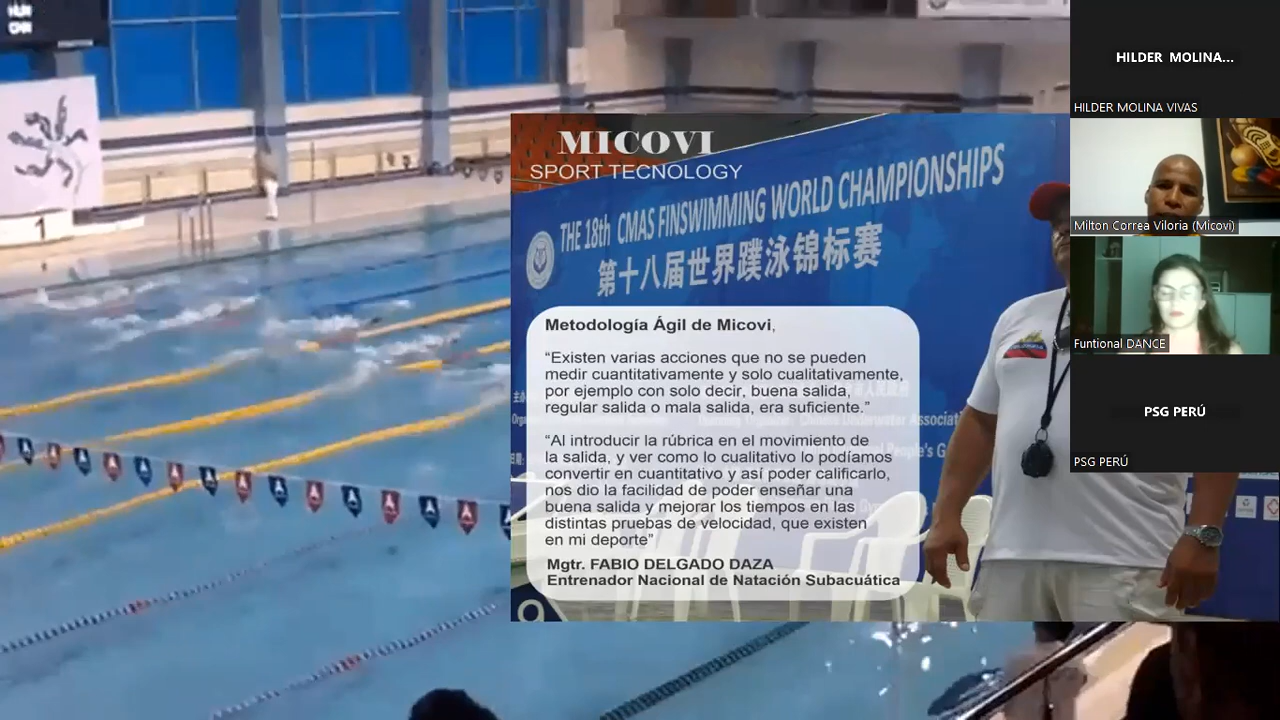 1
MICOVI
SPORT TECNOLOGY
THE 18th CMAS FINSWIMMING WORLD CHAMPIONSHIPS
第十八届世界蹼泳锦标赛
Metodología Ágil de Micovi,
“Existen varias acciones que no se pueden
medir cuantitativamente y solo cualitativamente,
por ejemplo con solo decir, buena salida,
regular salida o mala salida, era suficiente.”
“Al introducir la rúbrica en el movimiento de
la salida, y ver como lo cualitativo lo podíamos
convertir en cuantitativo y así poder calificarlo,
nos dio la facilidad de poder enseñar una
buena salida y mejorar los tiempos en las
distintas pruebas de velocidad, que existen
en mi deporte”
Mgtr. FABIO DELGADO DAZA
Entrenador Nacional de Natación Subacuática
HILDER MOLINA...
HILDER MOLINA VIVAS
Milton Correa Viloria (Micovi)
Funtional DANCE
PSG PERÚ
PSG PERÚ